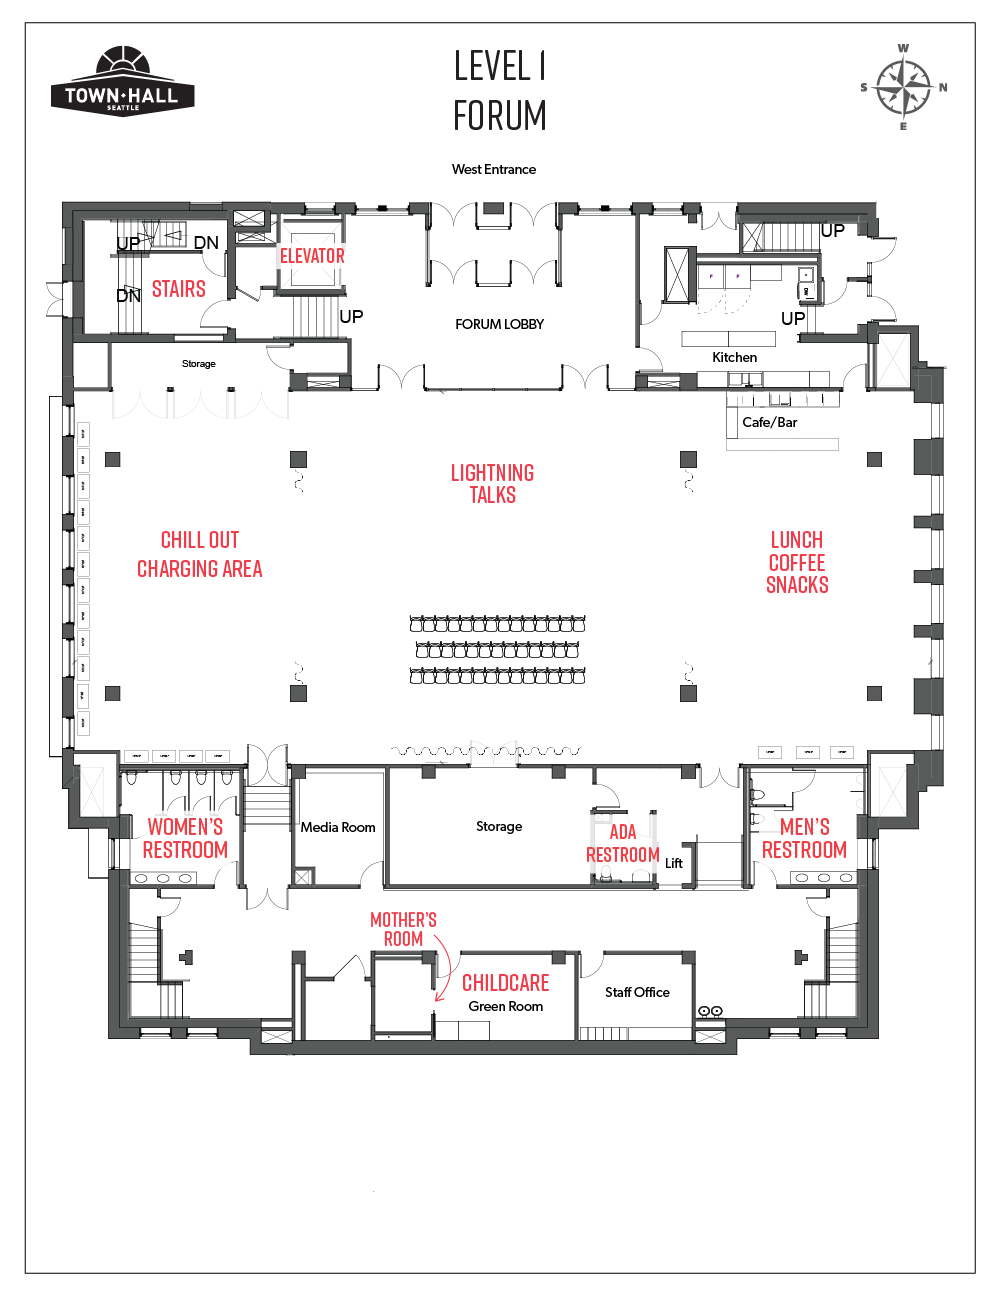 LEVEL 1
FORUM
TOWN HALL
SEATTLE
W
S
N
E
West Entrance
UP
DN
ELEVATOR
STAIRS
DN
UP
FORUM LOBBY
UP
UP
Kitchen
Storage
Cafe/Bar
LIGHTNING
TALKS
CHILL OUT
CHARGING AREA
LUNCH
COFFEE
SNACKS
WOMEN'S
RESTROOM
Media Room
Storage
ADA
RESTROOM
Lift
MEN'S
RESTROOM
MOTHER'S
ROOM
CHILDCARE
Green Room
Staff Office